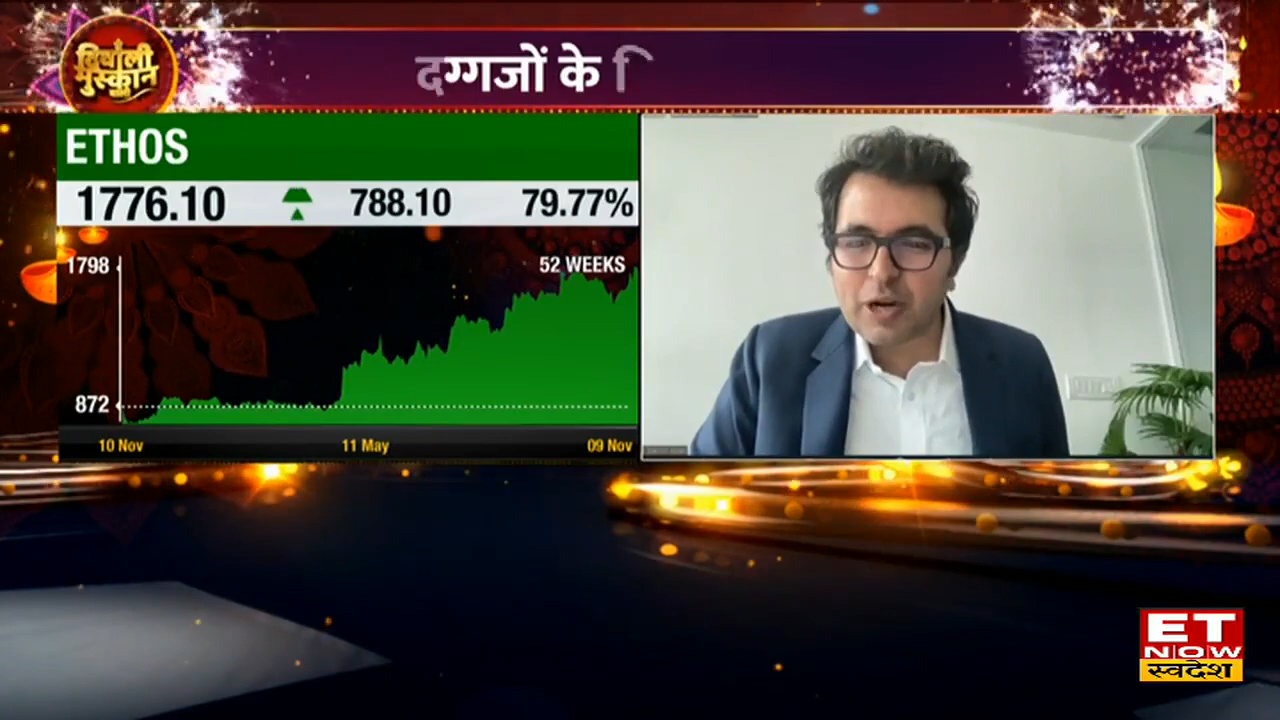 दिवाली
मुस्कान
दग्गजों के
ETHOS
1776.10 788.10 79.77%
1798
52 WEEKS
872
10 Nov 11 May 09 Nov
ET
NOW
स्वदेश